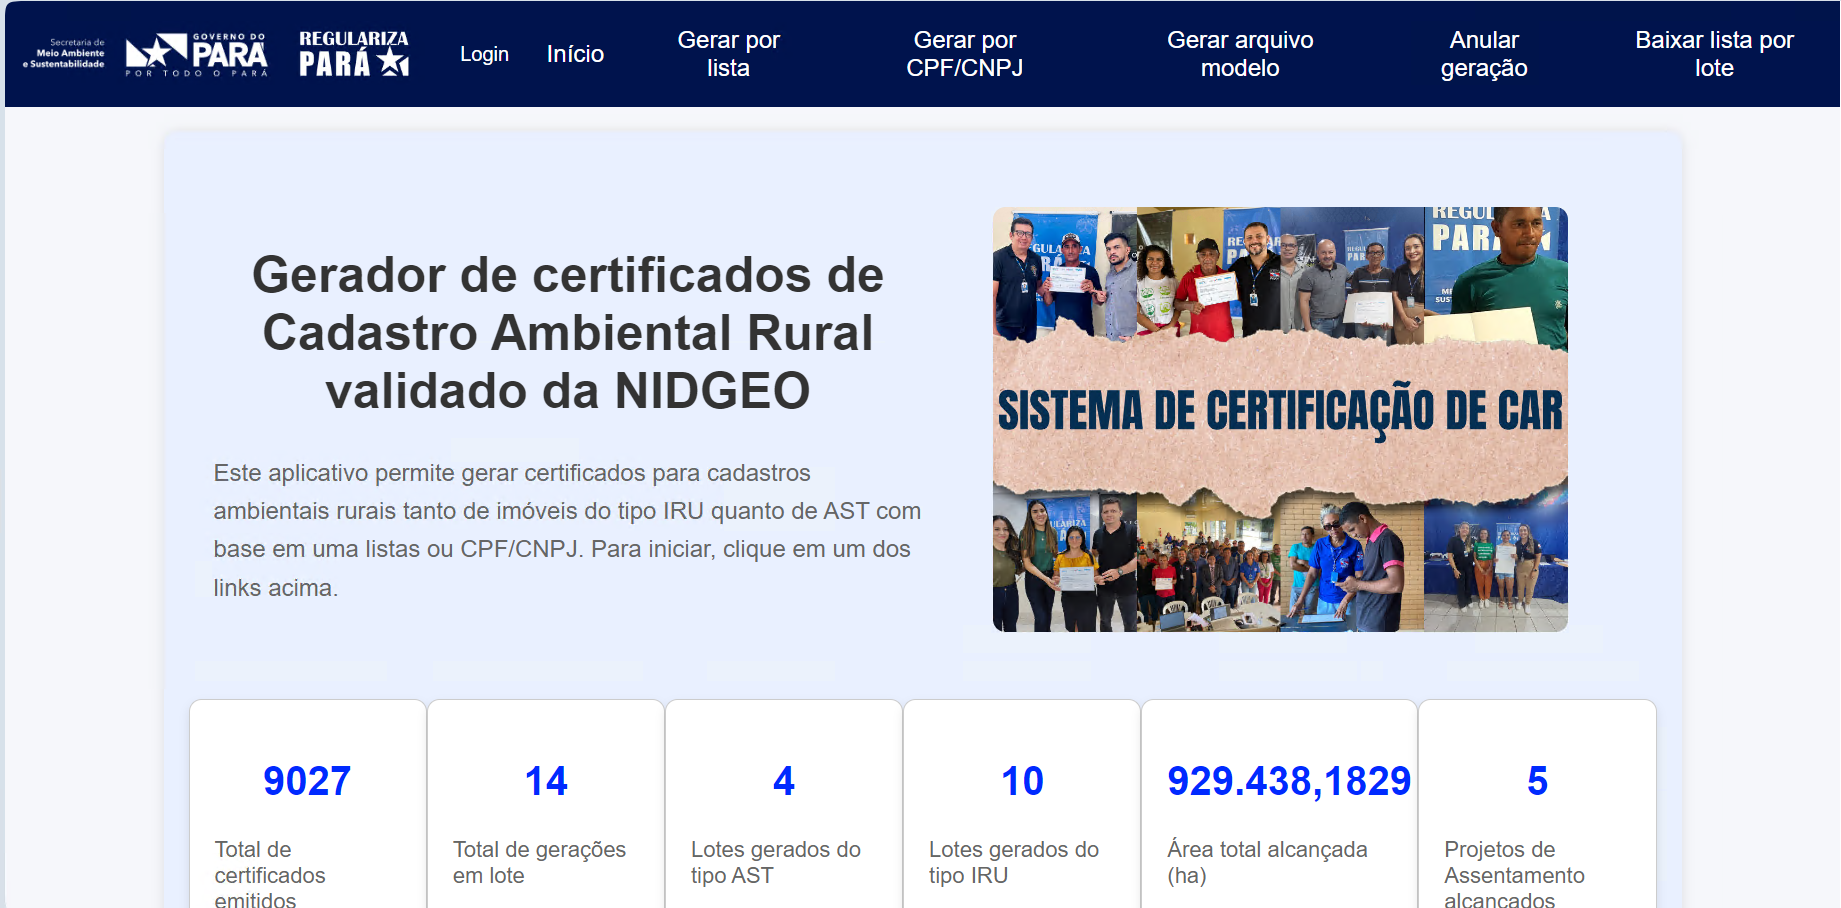 Secretaria de
Meio Ambiente
e Sustentabilidade
GOVERNO DO
PARÁ
POR TODO O PARÁ
REGULARIZA
PARÁ
Login
Início
Gerar por
lista
Gerar por
CPF/CNPJ
Gerar arquivo
modelo
Anular
geração
Baixar lista por
lote
Gerador de certificados de
Cadastro Ambiental Rural
validado da NIDGEO
Este aplicativo permite gerar certificados para cadastros
ambientais rurais tanto de imóveis do tipo IRU quanto de AST com
base em uma listas ou CPF/CNPJ. Para iniciar, clique em um dos
links acima.
SISTEMA DE CERTIFICAÇÃO DE CAR
9027
Total de
certificados
emitidos
14
Total de gerações
em lote
4
Lotes gerados do
tipo AST
10
Lotes gerados do
tipo IRU
929.438,1829
Área total alcançada
(ha)
5
Projetos de
Assentamento
alcançados